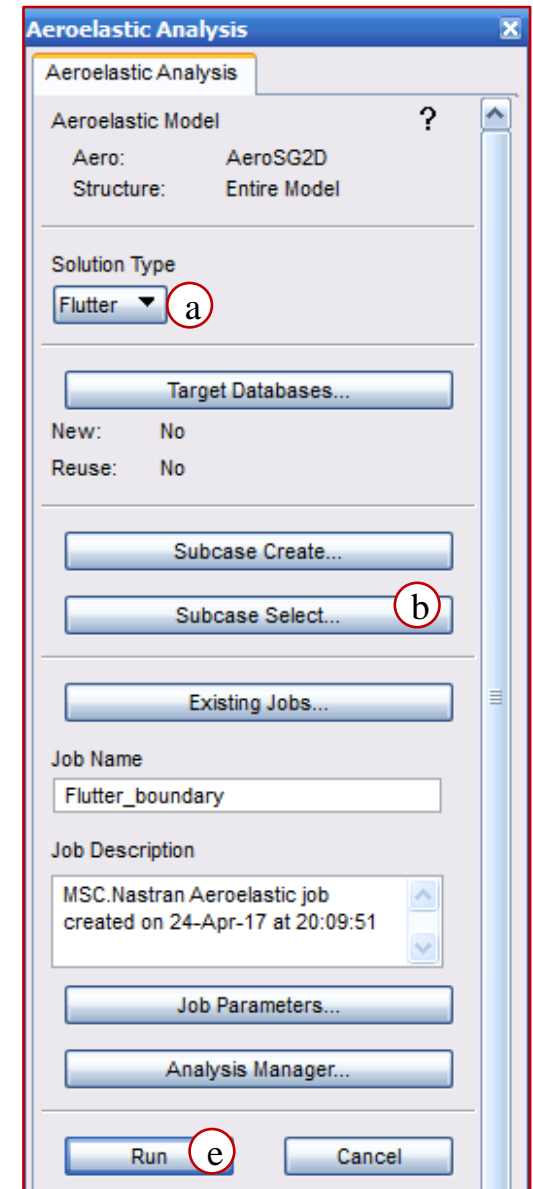 Aeroelastic Analysis
Aeroelastic Analysis
Aeroelastic Model ?
Aero: AeroSG2D
Structure: Entire Model
Solution Type
Flutter a
Target Databases...
New: No
Reuse: No
Subcase Create...
Subcase Select... b
Existing Jobs...
Job Name
Flutter_boundary
Job Description
MSC.Nastran Aeroelastic job
created on 24-Apr-17 at 20:09:51
Job Parameters...
Analysis Manager...
Run e Cancel